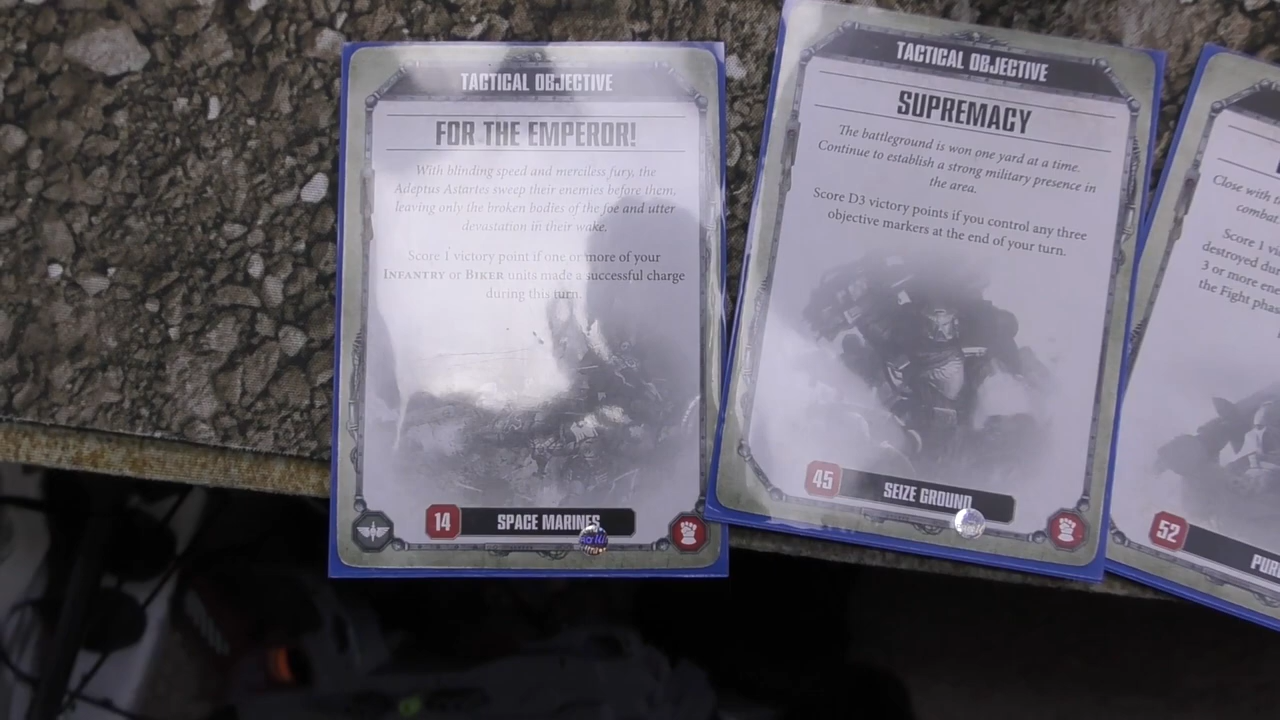 TACTICAL OBJECTIVE
FOR THE EMPEROR!
With blinding speed and merciless fury, the
Adeptus Astartes sweep their enemies before them,
leaving only the broken bodies of the foe and utter
devastation in their wake.
Score 1 victory point if one or more of your
INFANTRY or BIKER units made a successful charge
during this turn.
14
SPACE MARINES
TACTICAL OBJECTIVE
SUPREMACY
The battleground is won one yard at a time.
Continue to establish a strong military presence in
the area.
Score D3 victory points if you control any three
objective markers at the end of your turn.
45
SEIZE GROUND
Close with
combat
Score 1
destroyed
3 or more
the Fight
52